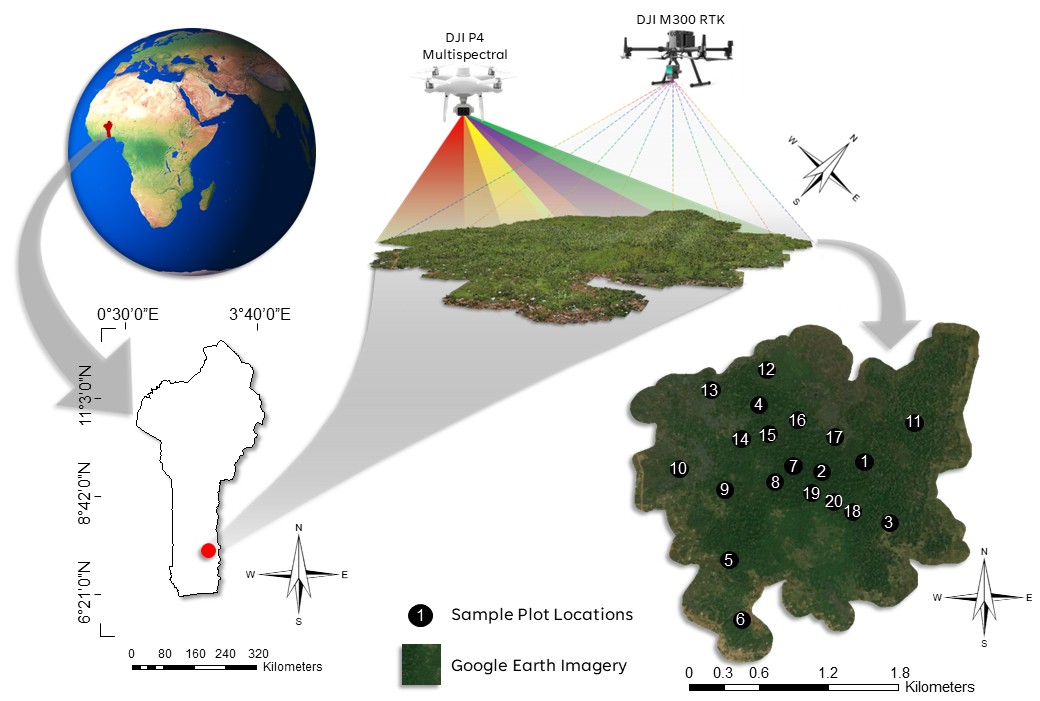 DJI P4
Multispectral
DJI M300 RTK
W
N
S
E
0°30'0"E
3°40'0"E
11°3'0"N
8°42'0"N
6°21'0"N
N
W
E
S
0 80 160 240 320
Kilometers
1 Sample Plot Locations
Google Earth Imagery
12
13
4
16
11
14
15
17
10
7
2
1
9
8
19
20
18
3
5
6
N
W
E
S
0 0.3 0.6 1.2 1.8
Kilometers